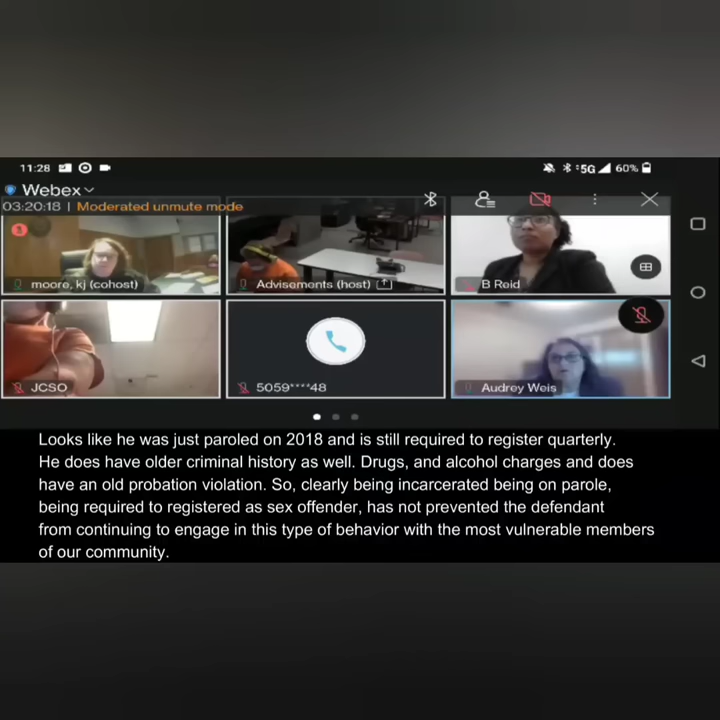 11:28
5G 60%
Webex
03:20:18 | Moderated unmute mode
moore, kj (cohost)
Advisements (host)
B Reid
JCSO
5059****48
Audrey Weis
Looks like he was just paroled on 2018 and is still required to register quarterly.
He does have older criminal history as well. Drugs, and alcohol charges and does
have an old probation violation. So, clearly being incarcerated being on parole,
being required to registered as sex offender, has not prevented the defendant
from continuing to engage in this type of behavior with the most vulnerable members
of our community.